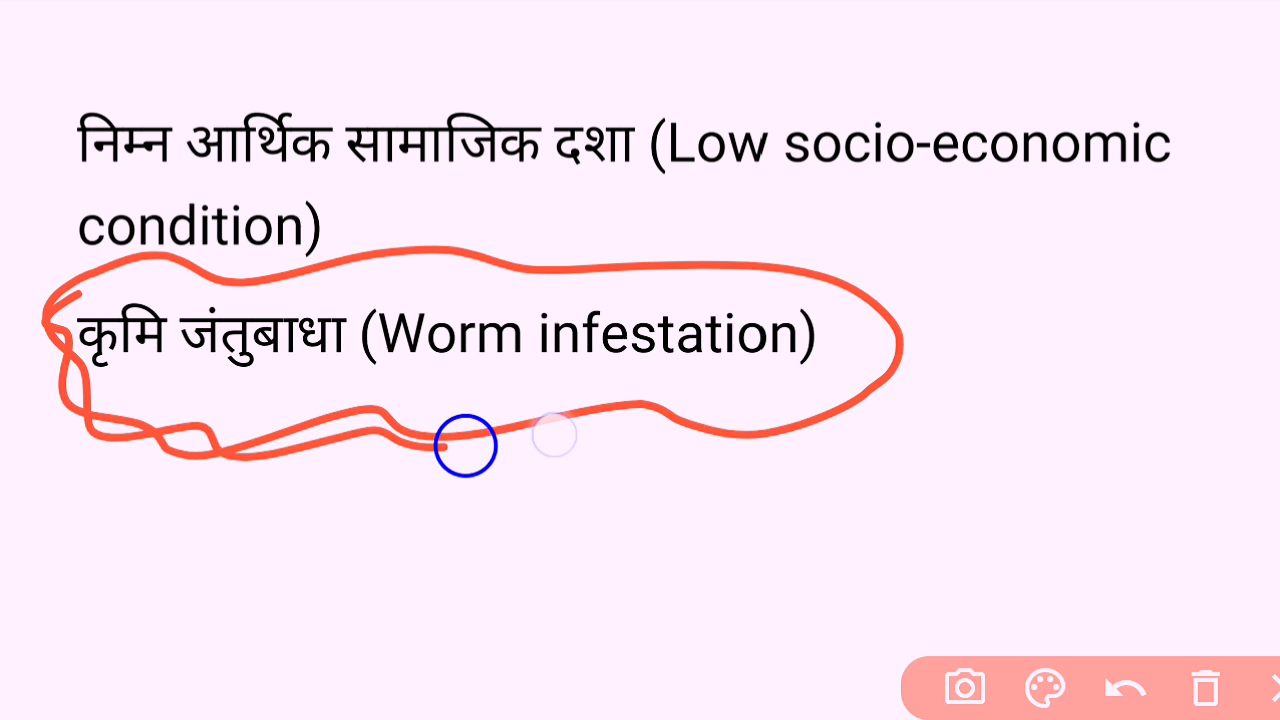 निम्न आर्थिक सामाजिक दशा (Low socio-economic
condition)
कृमि जंतुबाधा (Worm infestation)